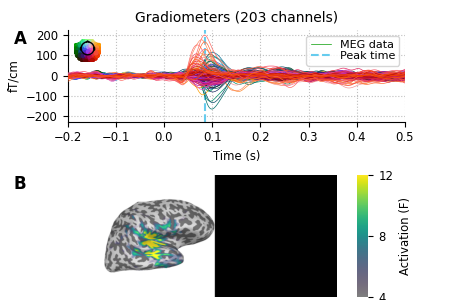 Gradiometers (203 channels)
A
200
100
0
−100
−200
fT/cm
MEG data
Peak time
−0.2 −0.1 0.0 0.1 0.2 0.3 0.4 0.5
Time (s)
B
12
8
4
Activation (F)